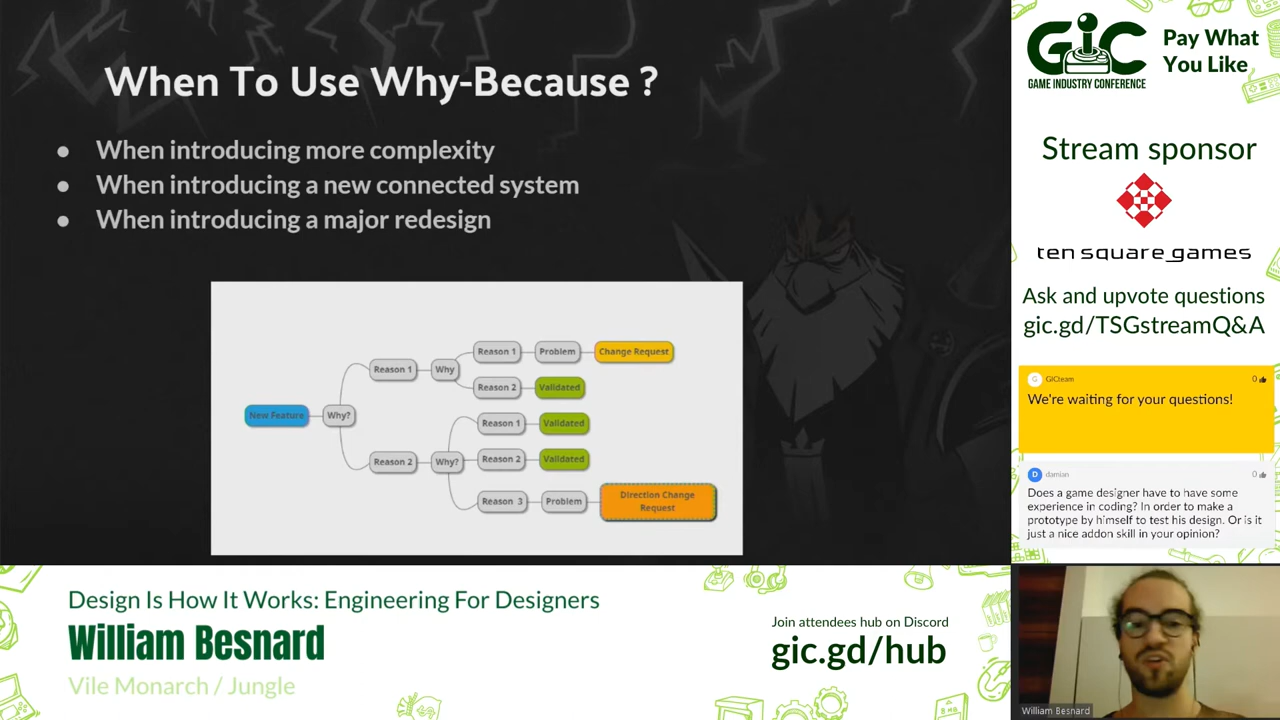 When To Use Why-Because ?
● When introducing more complexity
● When introducing a new connected system
● When introducing a major redesign
New Feature
Why?
Reason 1
Why
Reason 1
Problem
Change Request
Reason 2
Validated
Reason 2
Why?
Reason 1
Validated
Reason 2
Validated
Reason 3
Problem
Direction Change
Request
Design Is How It Works: Engineering For Designers
William Besnard
Vile Monarch / Jungle
Join attendees hub on Discord
gic.gd/hub
GIC
GAME INDUSTRY CONFERENCE
Pay What
You Like
Stream sponsor
ten square games
Ask and upvote questions
gic.gd/TSGstreamQ&A
G
GICteam
0
We're waiting for your questions!
D
damian
0
Does a game designer have to have some
experience in coding? In order to make a
prototype by himself to test his design. Or is it
just a nice addon skill in your opinion?
William Besnard